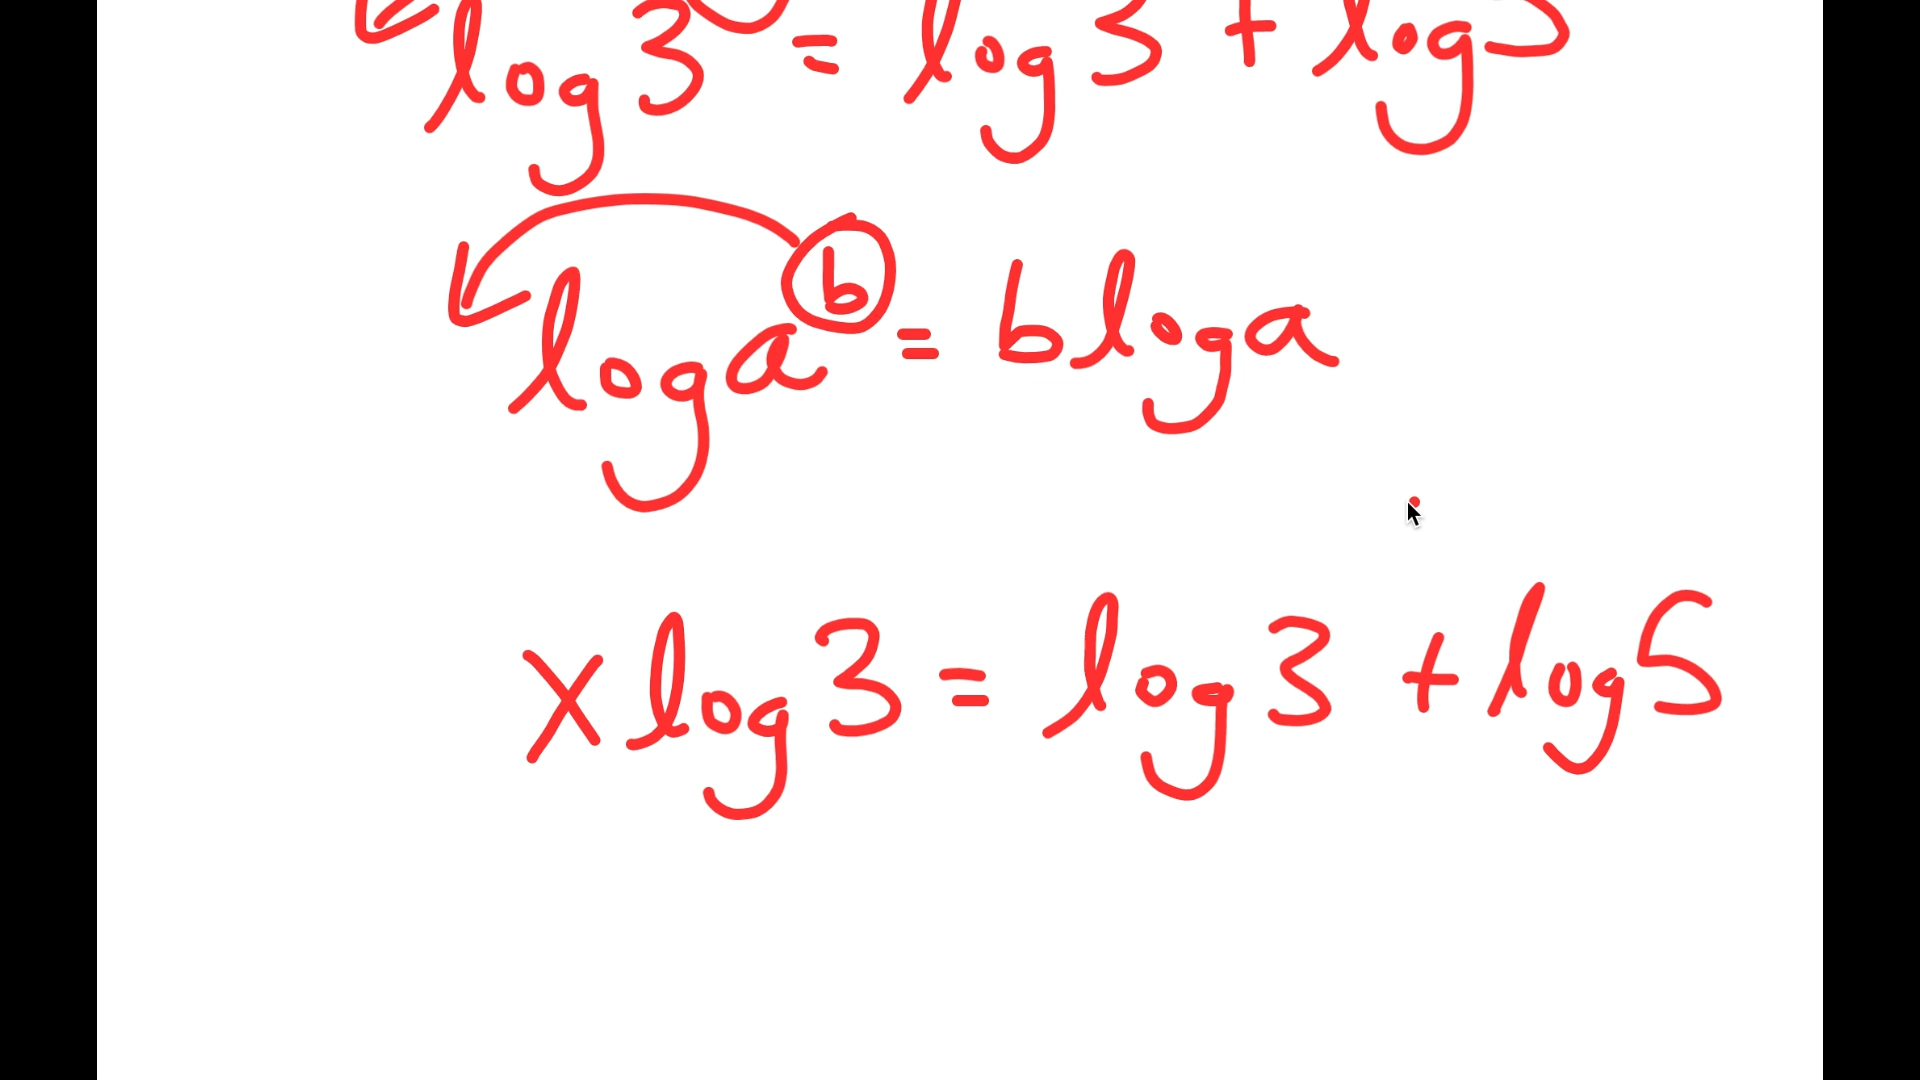 log 3 = log 3 + log 5
log a^b = b log a
x log 3 = log 3 + log 5